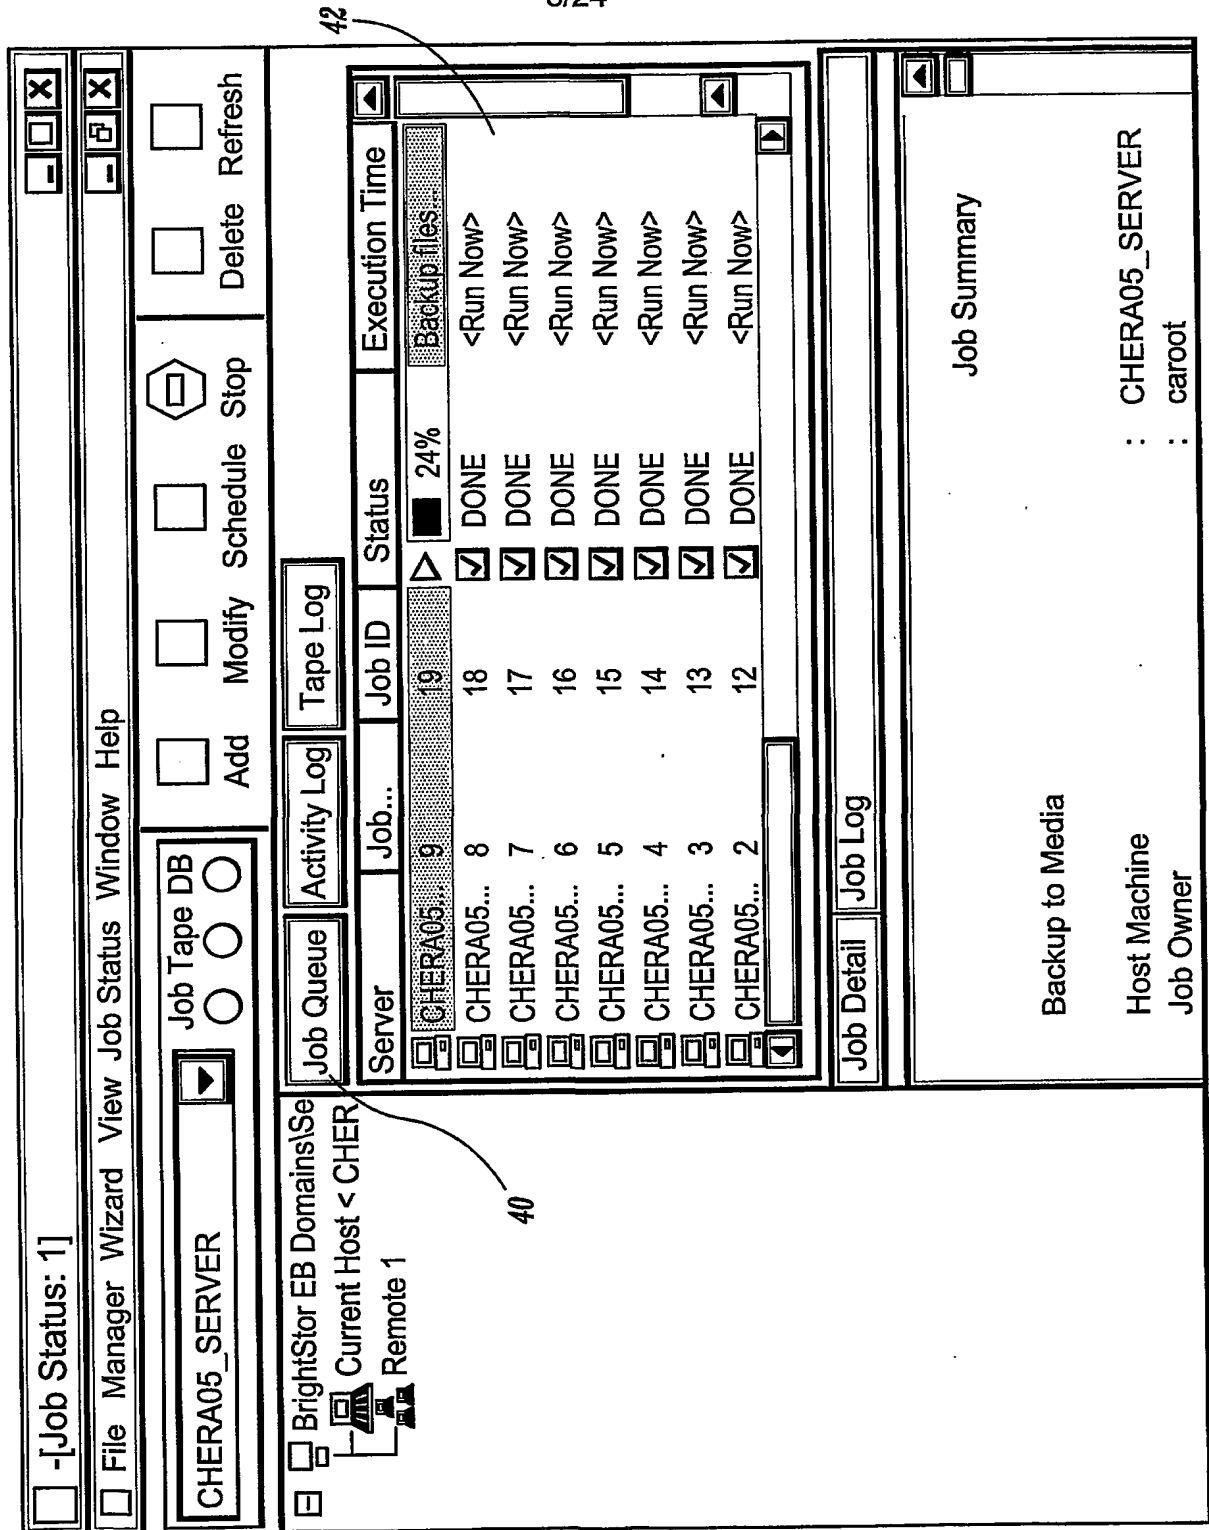 -[Job Status: 1]
File Manager Wizard View Job Status Window Help
CHERA05_SERVER
Job Tape DB
Add Modify Schedule Stop Delete Refresh
BrightStor EB Domains\Se
Current Host < CHER
Remote 1
Job Queue Activity Log Tape Log
Server Job... Job ID Status Execution Time
CHERA05... 9 19 24% Backup files...
CHERA05... 8 18 DONE <Run Now>
CHERA05... 7 17 DONE <Run Now>
CHERA05... 6 16 DONE <Run Now>
CHERA05... 5 15 DONE <Run Now>
CHERA05... 4 14 DONE <Run Now>
CHERA05... 3 13 DONE <Run Now>
CHERA05... 2 12 DONE <Run Now>
Job Detail Job Log
Job Summary
Backup to Media
Host Machine : CHERA05_SERVER
Job Owner : caroot
40
42